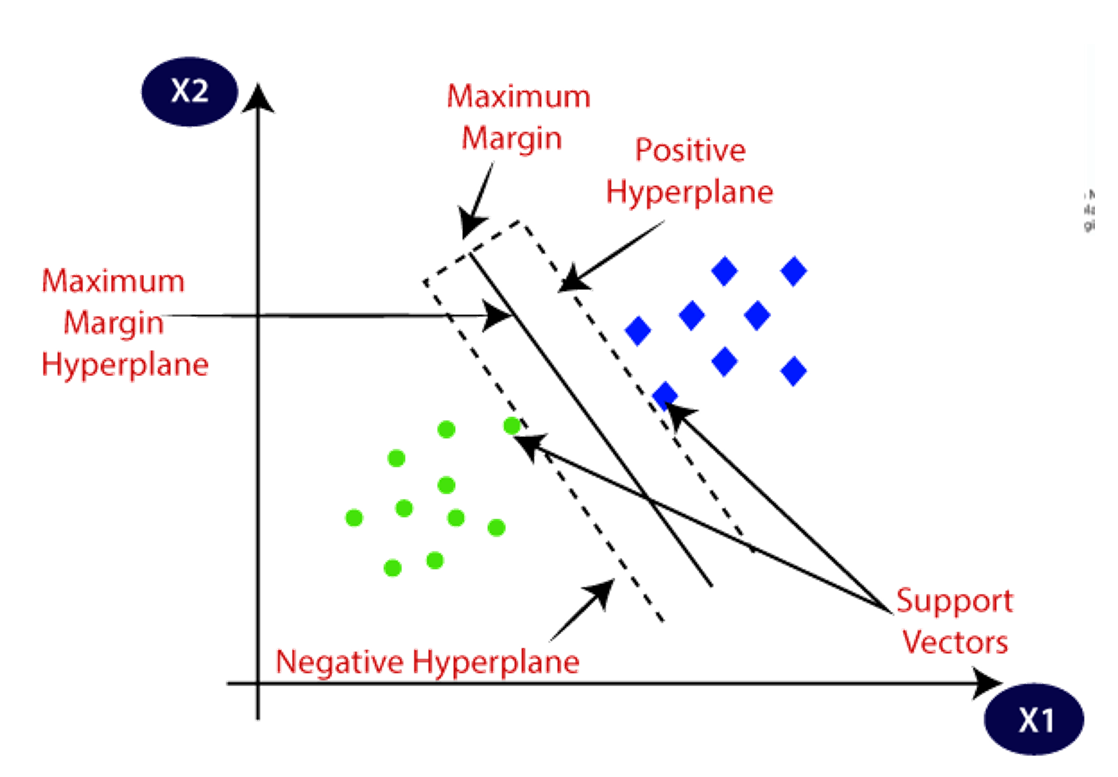 X2
Maximum
Margin
Positive
Hyperplane
Maximum
Margin
Hyperplane
Support
Vectors
Negative Hyperplane
X1